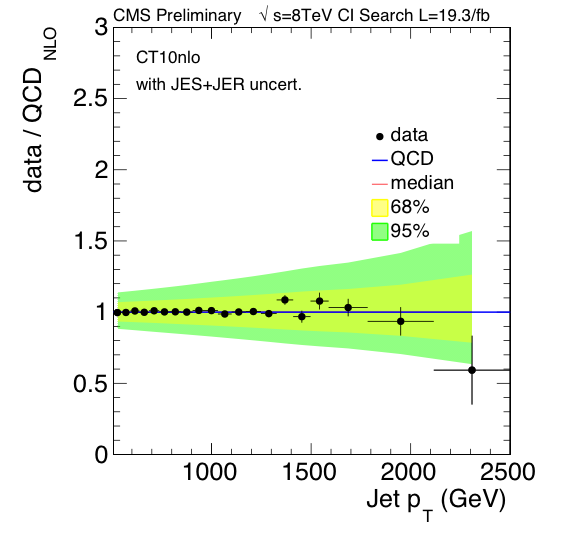 CMS Preliminary √s=8TeV CI Search L=19.3/fb
data / QCD NLO
3
2.5
2
1.5
1
0.5
0
CT10nlo
with JES+JER uncert.
data
QCD
median
68%
95%
1000 1500 2000 2500
Jet p T (GeV)